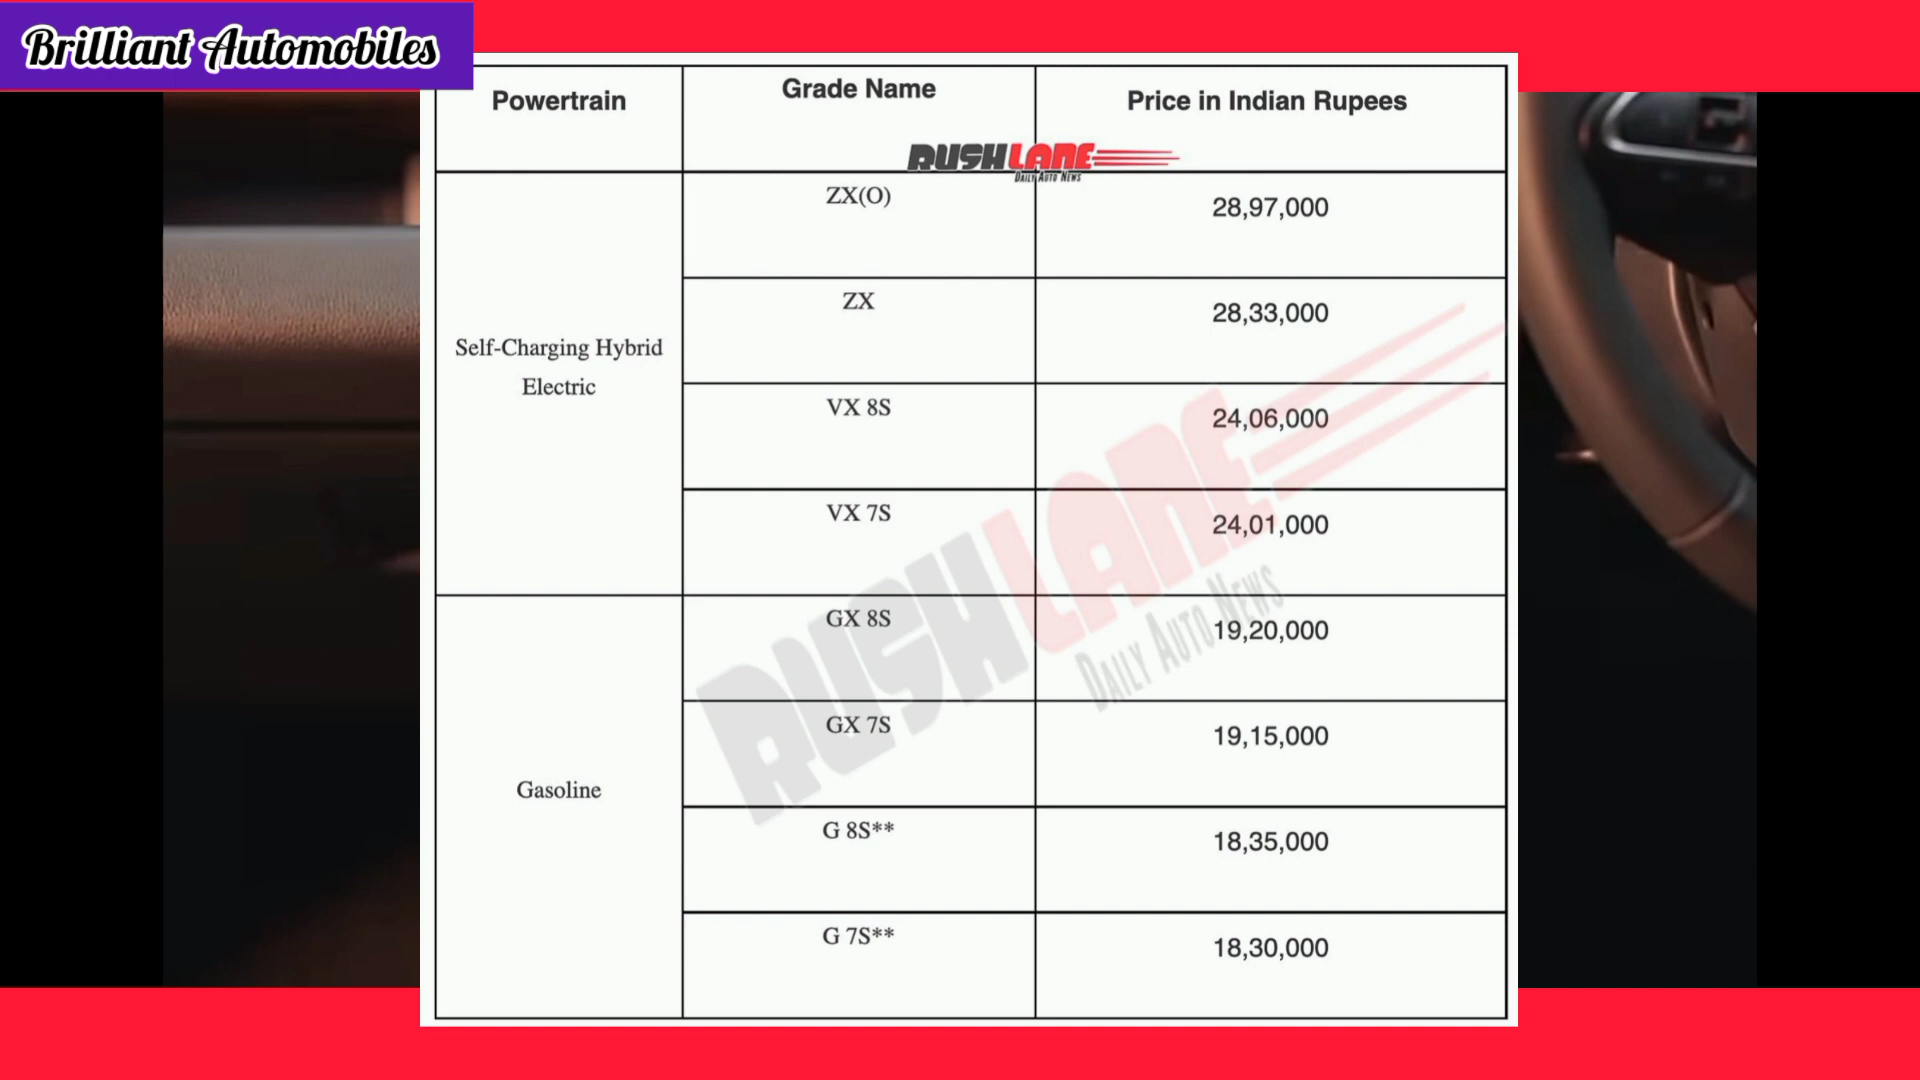 Brilliant Automobiles
Powertrain
Grade Name
Price in Indian Rupees
RUSHLANE
DAILY AUTO NEWS
Self-Charging Hybrid
Electric
ZX(O)
28,97,000
ZX
28,33,000
VX 8S
24,06,000
VX 7S
24,01,000
Gasoline
GX 8S
19,20,000
GX 7S
19,15,000
G 8S**
18,35,000
G 7S**
18,30,000
RUSHLANE
DAILY AUTO NEWS